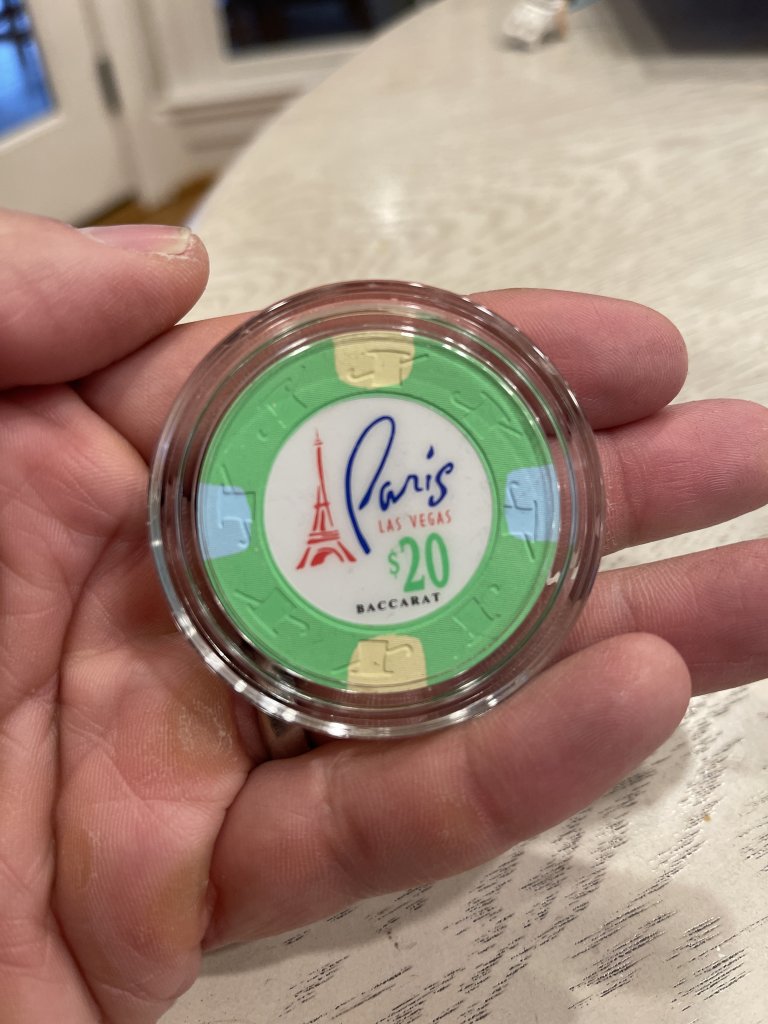 Paris
LAS VEGAS
$20
BACCARAT